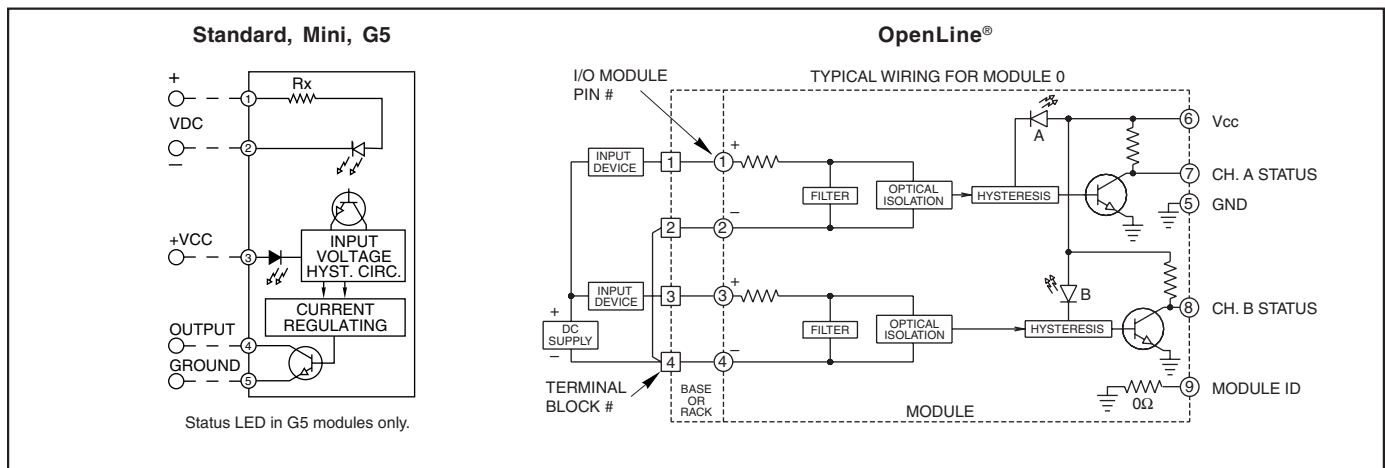 Standard, Mini, G5
+
VDC
–
1
Rx
2
+VCC
3
INPUT
VOLTAGE
HYST. CIRC.
CURRENT
REGULATING
OUTPUT
4
GROUND
5
Status LED in G5 modules only.
OpenLine®
I/O MODULE
PIN #
TYPICAL WIRING FOR MODULE 0
A
6
Vcc
INPUT
DEVICE
1
1
+
FILTER
OPTICAL
ISOLATION
HYSTERESIS
7
CH. A STATUS
5
GND
2
2
–
INPUT
DEVICE
3
3
+
B
+
DC
SUPPLY
–
FILTER
OPTICAL
ISOLATION
HYSTERESIS
8
CH. B STATUS
4
4
–
TERMINAL
BLOCK #
BASE
OR
RACK
MODULE
0Ω
9
MODULE ID